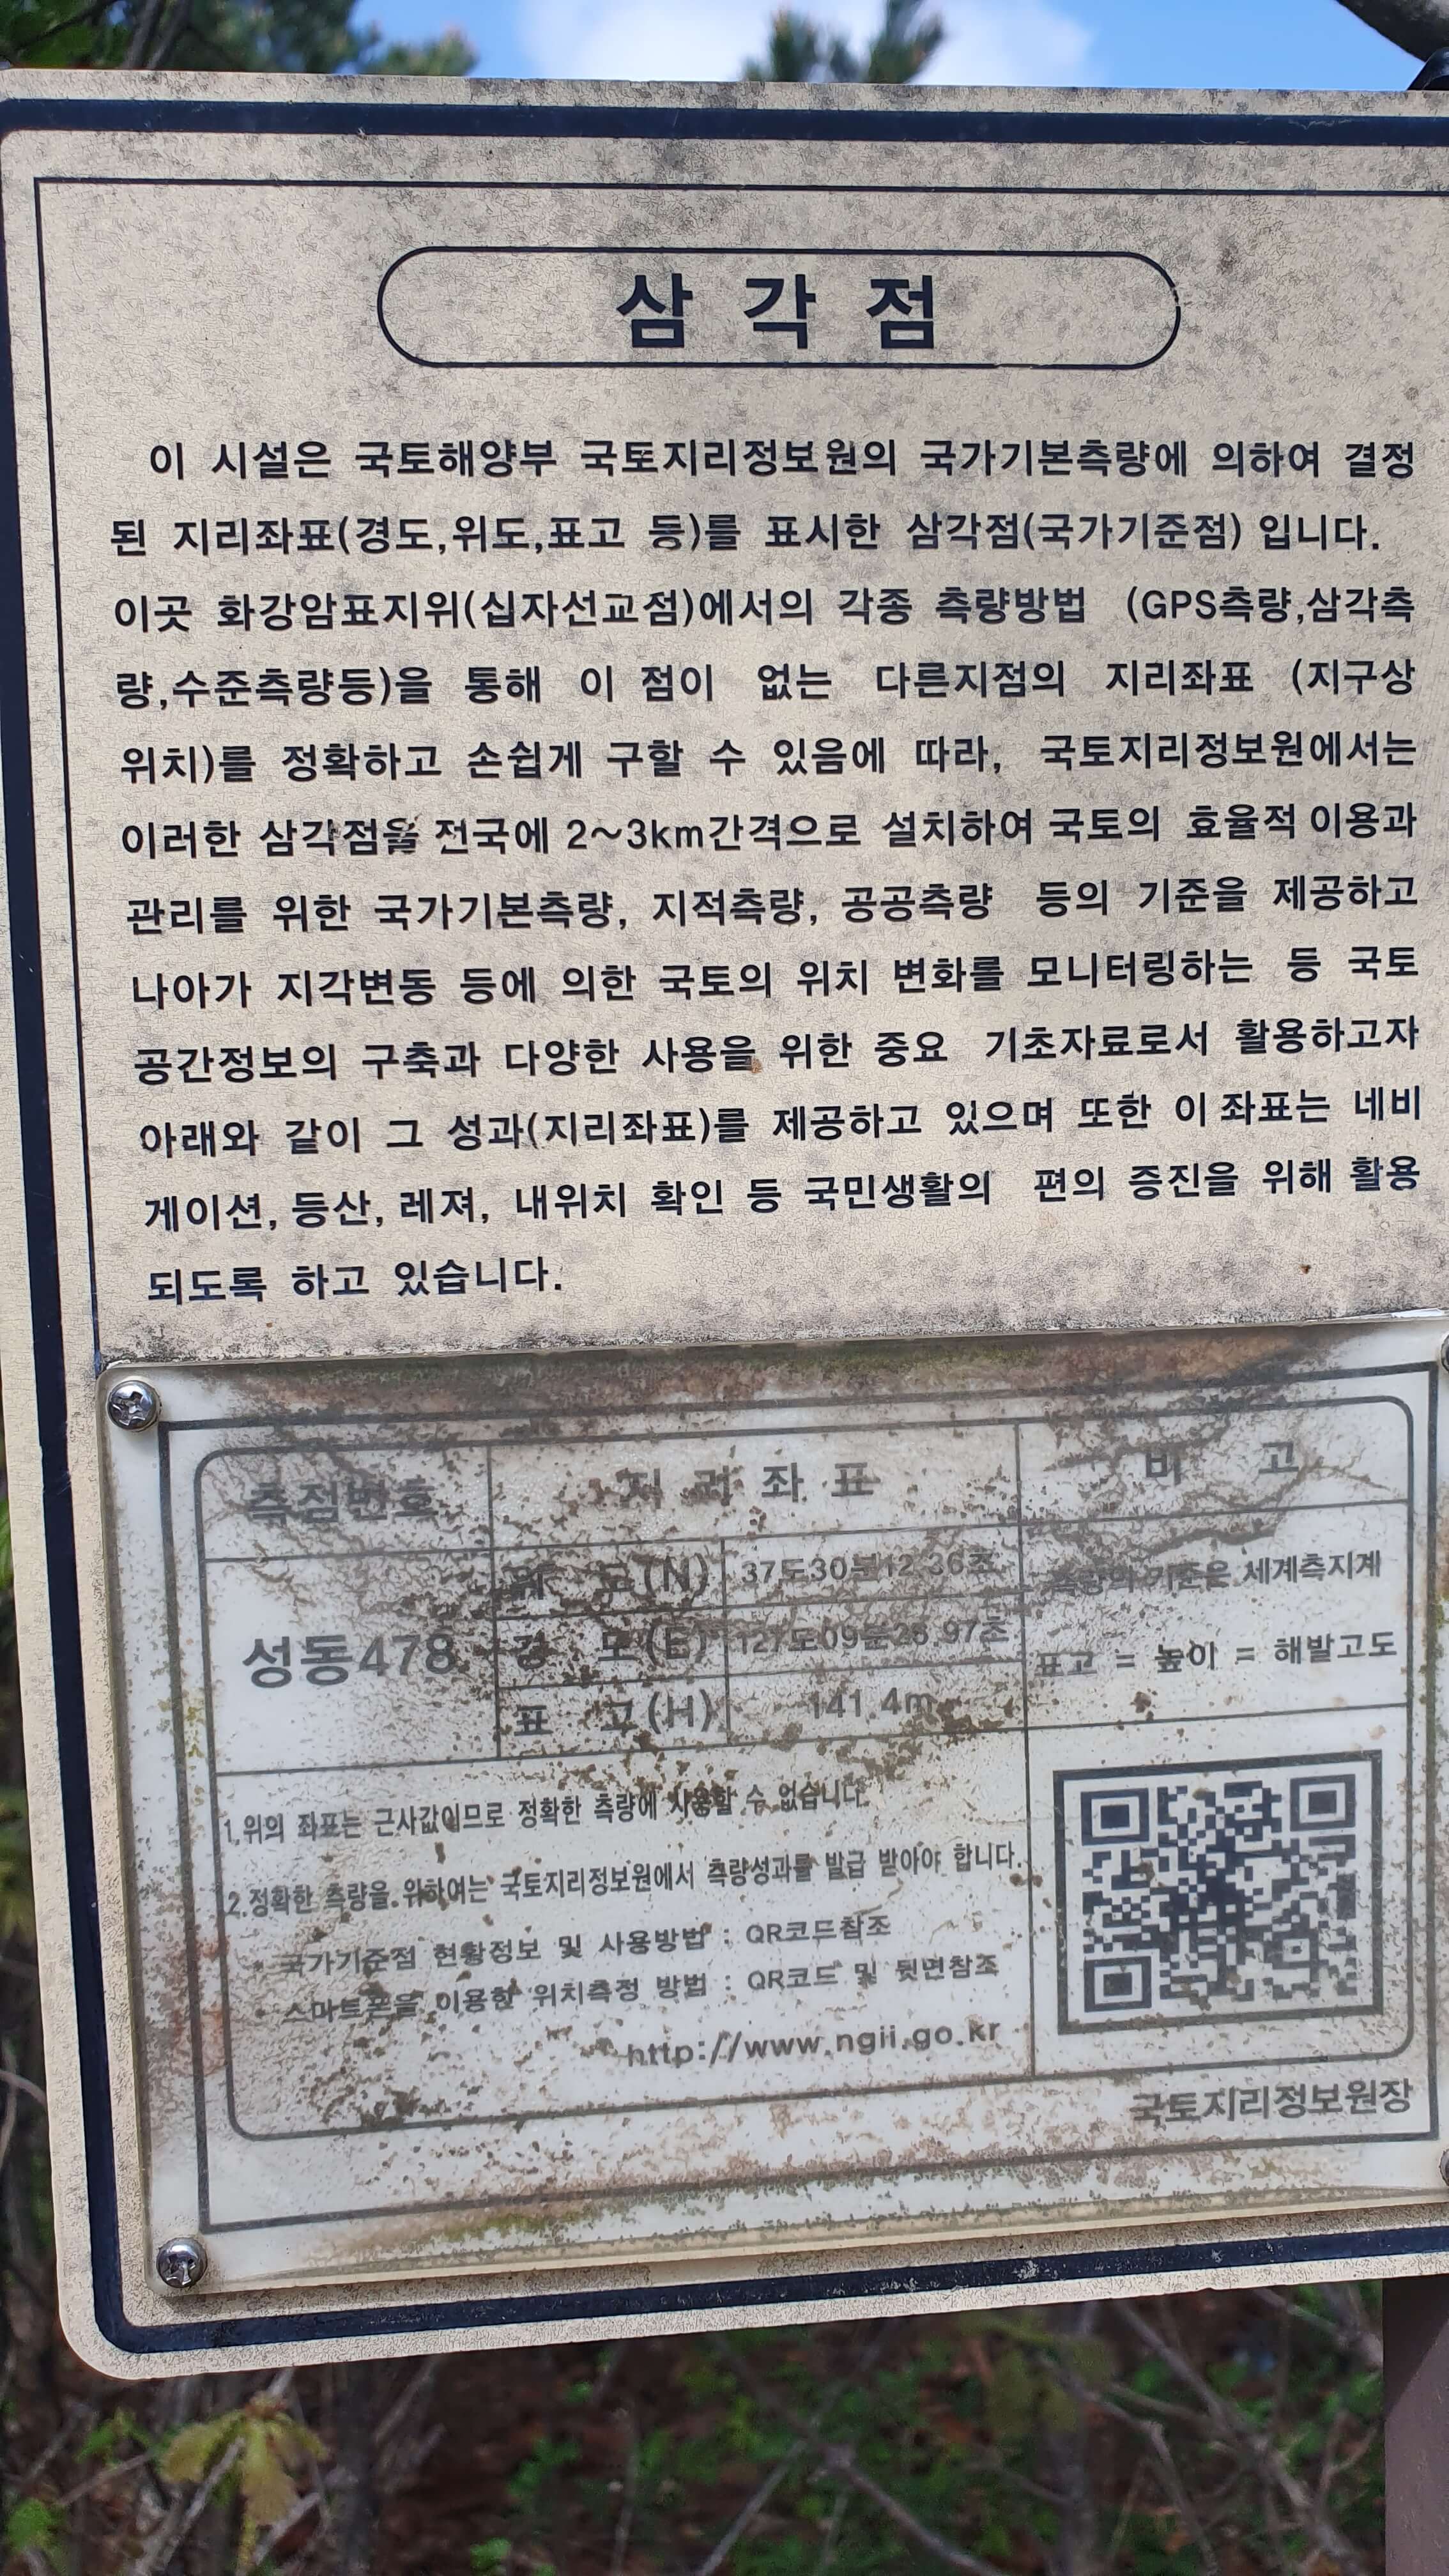 삼각점
이 시설은 국토해양부 국토지리정보원의 국가기본측량에 의하여 결정
된 지리좌표(경도,위도,표고 등)를 표시한 삼각점(국가기준점) 입니다.
이곳 화강암표지위(십자선교점)에서의 각종 측량방법 (GPS측량,삼각측
량,수준측량등)을 통해 이 점이 없는 다른지점의 지리좌표 (지구상
위치)를 정확하고 손쉽게 구할 수 있음에 따라, 국토지리정보원에서는
이러한 삼각점을 전국에 2~3km간격으로 설치하여 국토의 효율적 이용과
관리를 위한 국가기본측량, 지적측량, 공공측량 등의 기준을 제공하고
나아가 지각변동 등에 의한 국토의 위치 변화를 모니터링하는 등 국토
공간정보의 구축과 다양한 사용을 위한 중요 기초자료로서 활용하고자
아래와 같이 그 성과(지리좌표)를 제공하고 있으며 또한 이 좌표는 네비
게이션, 등산, 레져, 내위치 확인 등 국민생활의 편의 증진을 위해 활용
되도록 하고 있습니다.
측점번호 지리좌표 비고
위 도(N) 37도30분12.36초 측량의 기준은 세계측지계
성동478 경 도(E) 표고 = 높이 = 해발고도
표 고(H) 141.4m
1.위의 좌표는 근사값이므로 정확한 측량에 사용할 수 없습니다.
2.정확한 측량을 위하여는 국토지리정보원에서 측량성과를 발급 받아야 합니다.
국가기준점 현황정보 및 사용방법 : QR코드참조
스마트폰을 이용한 위치측정 방법 : QR코드 및 뒷면참조
http://www.ngii.go.kr
국토지리정보원장